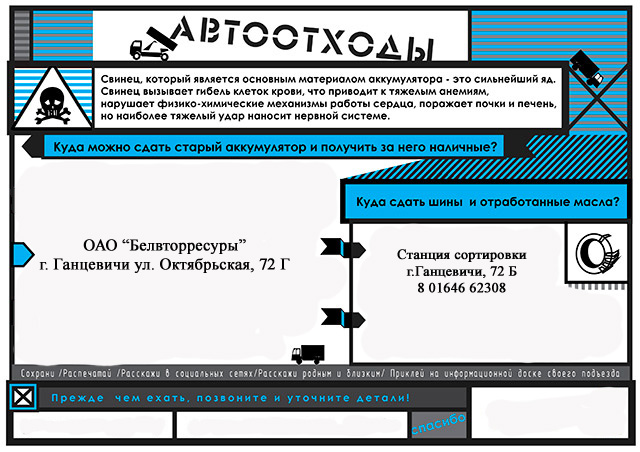 АВТООТХОДЫ
Свинец, который является основным материалом аккумулятора - это сильнейший яд.
Свинец вызывает гибель клеток крови, что приводит к тяжелым анемиям,
нарушает физико-химические механизмы работы сердца, поражает почки и печень,
но наиболее тяжелый удар наносит нервной системе.
Куда можно сдать старый аккумулятор и получить за него наличные?
ОАО “Белвторресуры”
г. Ганцевичи ул. Октябрьская, 72 Г
Куда сдать шины и отработанные масла?
Станция сортировки
г.Ганцевичи, 72 Б
8 01646 62308
Сохрани /Распечатай /Расскажи в социальных сетях/Расскажи родным и близким/ Приклей на информационной доске своего подъезда
Прежде чем ехать, позвоните и уточните детали!
спасибо